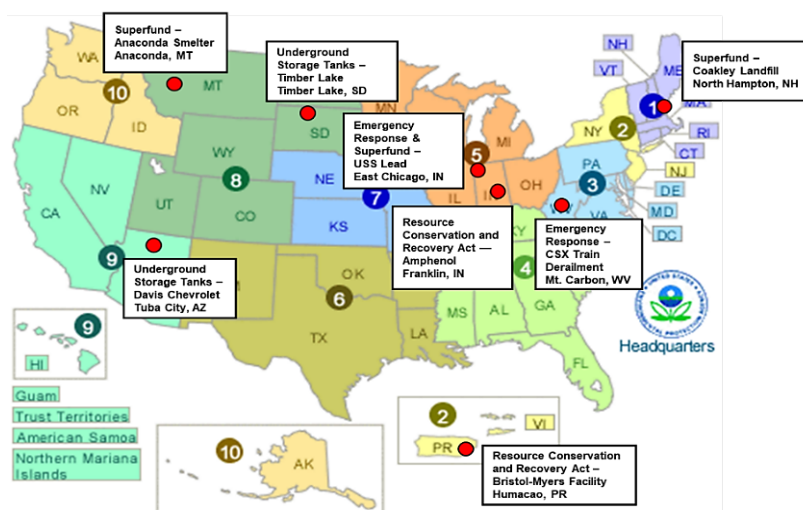 Superfund –
Anaconda Smelter
Anaconda, MT
Underground
Storage Tanks –
Timber Lake
Timber Lake, SD
Superfund –
Coakley Landfill
North Hampton, NH
Emergency
Response &
Superfund –
USS Lead
East Chicago, IN
Resource
Conservation and
Recovery Act —
Amphenol
Franklin, IN
Emergency
Response –
CSX Train
Derailment
Mt. Carbon, WV
Underground
Storage Tanks –
Davis Chevrolet
Tuba City, AZ
Resource Conservation
and Recovery Act –
Bristol-Myers Facility
Humacao, PR
WA
10
OR
ID
MT
8
WY
UT
CO
SD
NE
7
KS
MN
5
MI
IL
OH
NH
VT
ME
1
MA
RI
CT
NY
2
NJ
PA
3
DE
MD
DC
VA
CA
NV
9
OK
6
TX
LA
KY
4
MS
AL
GA
FL
UNITED STATES
ENVIRONMENTAL PROTECTION AGENCY
Headquarters
9
HI
Guam
Trust Territories
American Samoa
Northern Mariana
Islands
10
AK
2
PR
VI